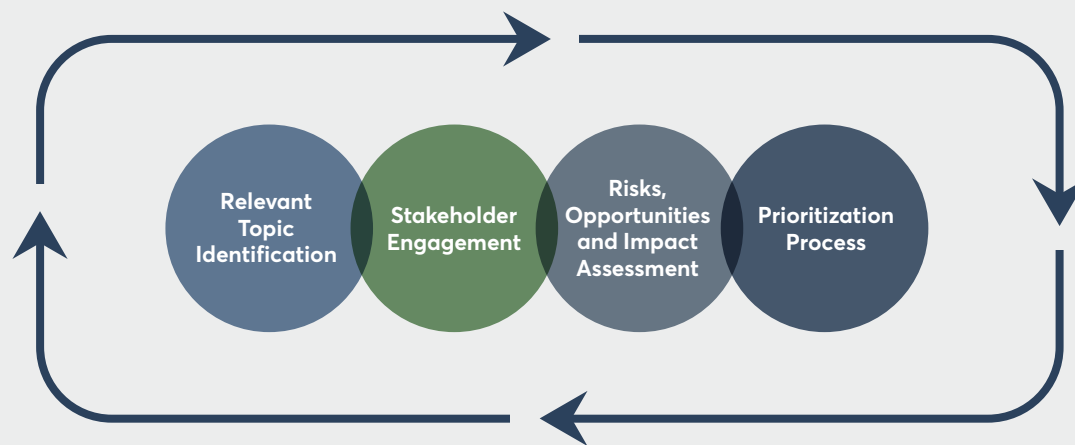 Relevant
Topic
Identification
Stakeholder
Engagement
Risks,
Opportunities
and Impact
Assessment
Prioritization
Process